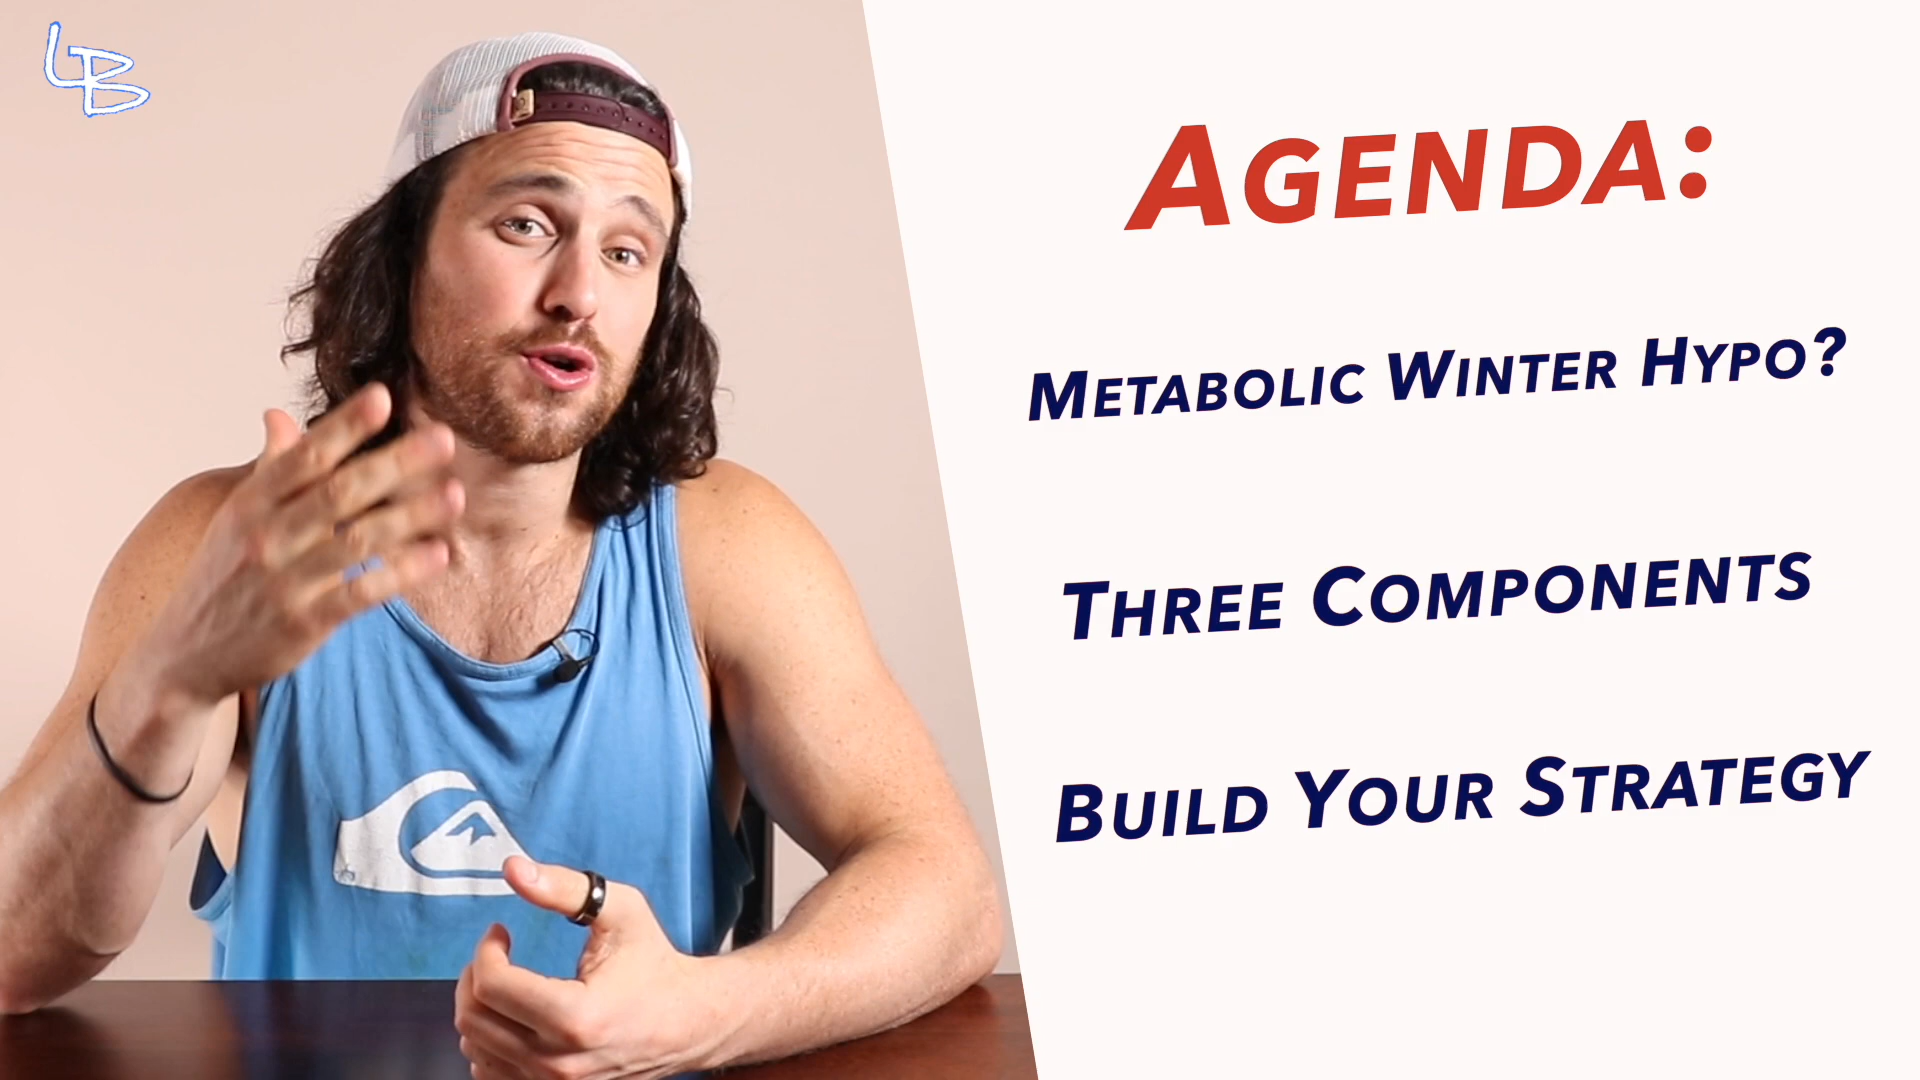 LB
AGENDA:
METABOLIC WINTER HYPO?
THREE COMPONENTS
BUILD YOUR STRATEGY